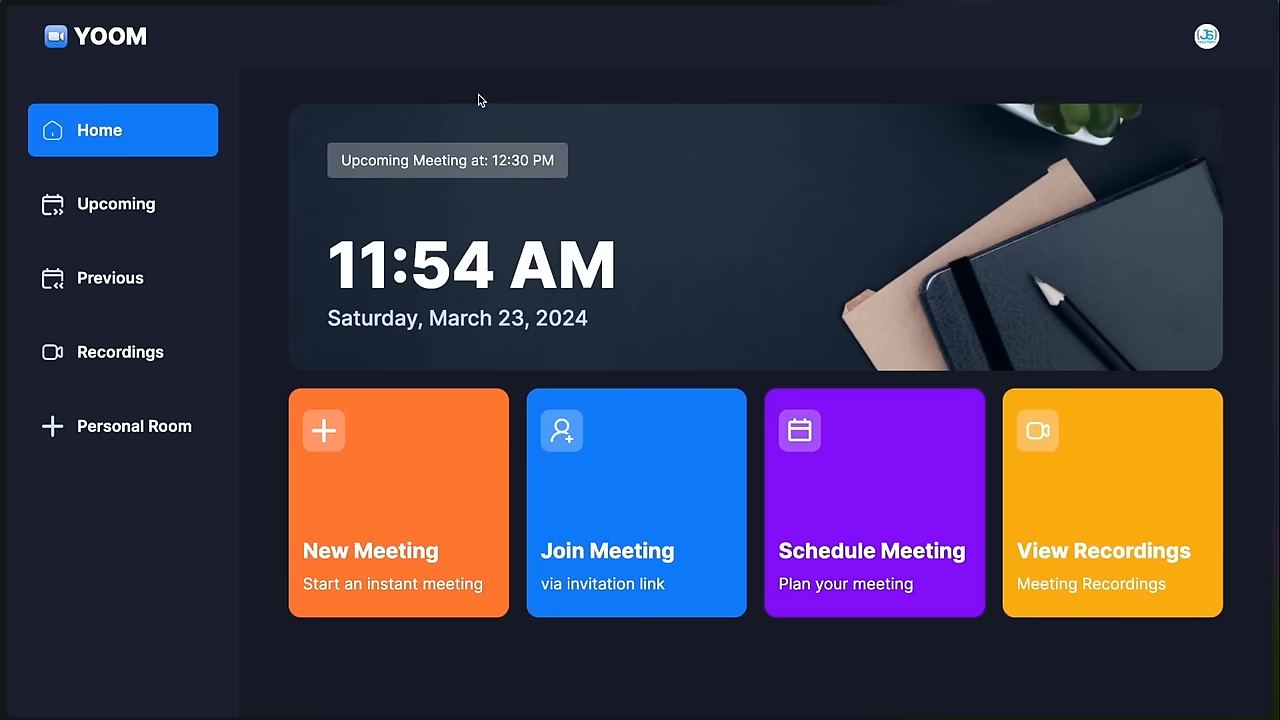 YOOM
Home
Upcoming
Previous
Recordings
Personal Room
Upcoming Meeting at: 12:30 PM
11:54 AM
Saturday, March 23, 2024
New Meeting
Start an instant meeting
Join Meeting
via invitation link
Schedule Meeting
Plan your meeting
View Recordings
Meeting Recordings